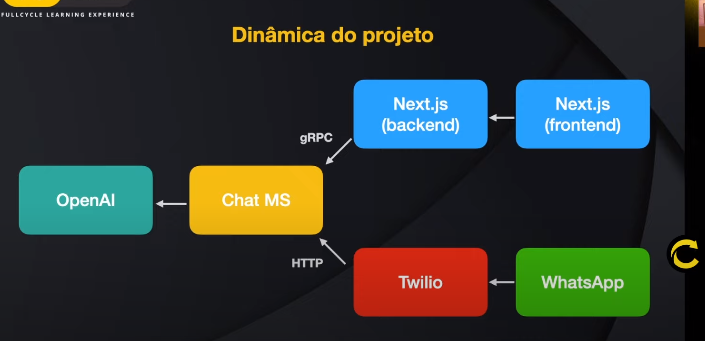 FULLCYCLE LEARNING EXPERIENCE
Dinâmica do projeto
Next.js
(backend)
Next.js
(frontend)
gRPC
OpenAI
Chat MS
HTTP
Twilio
WhatsApp